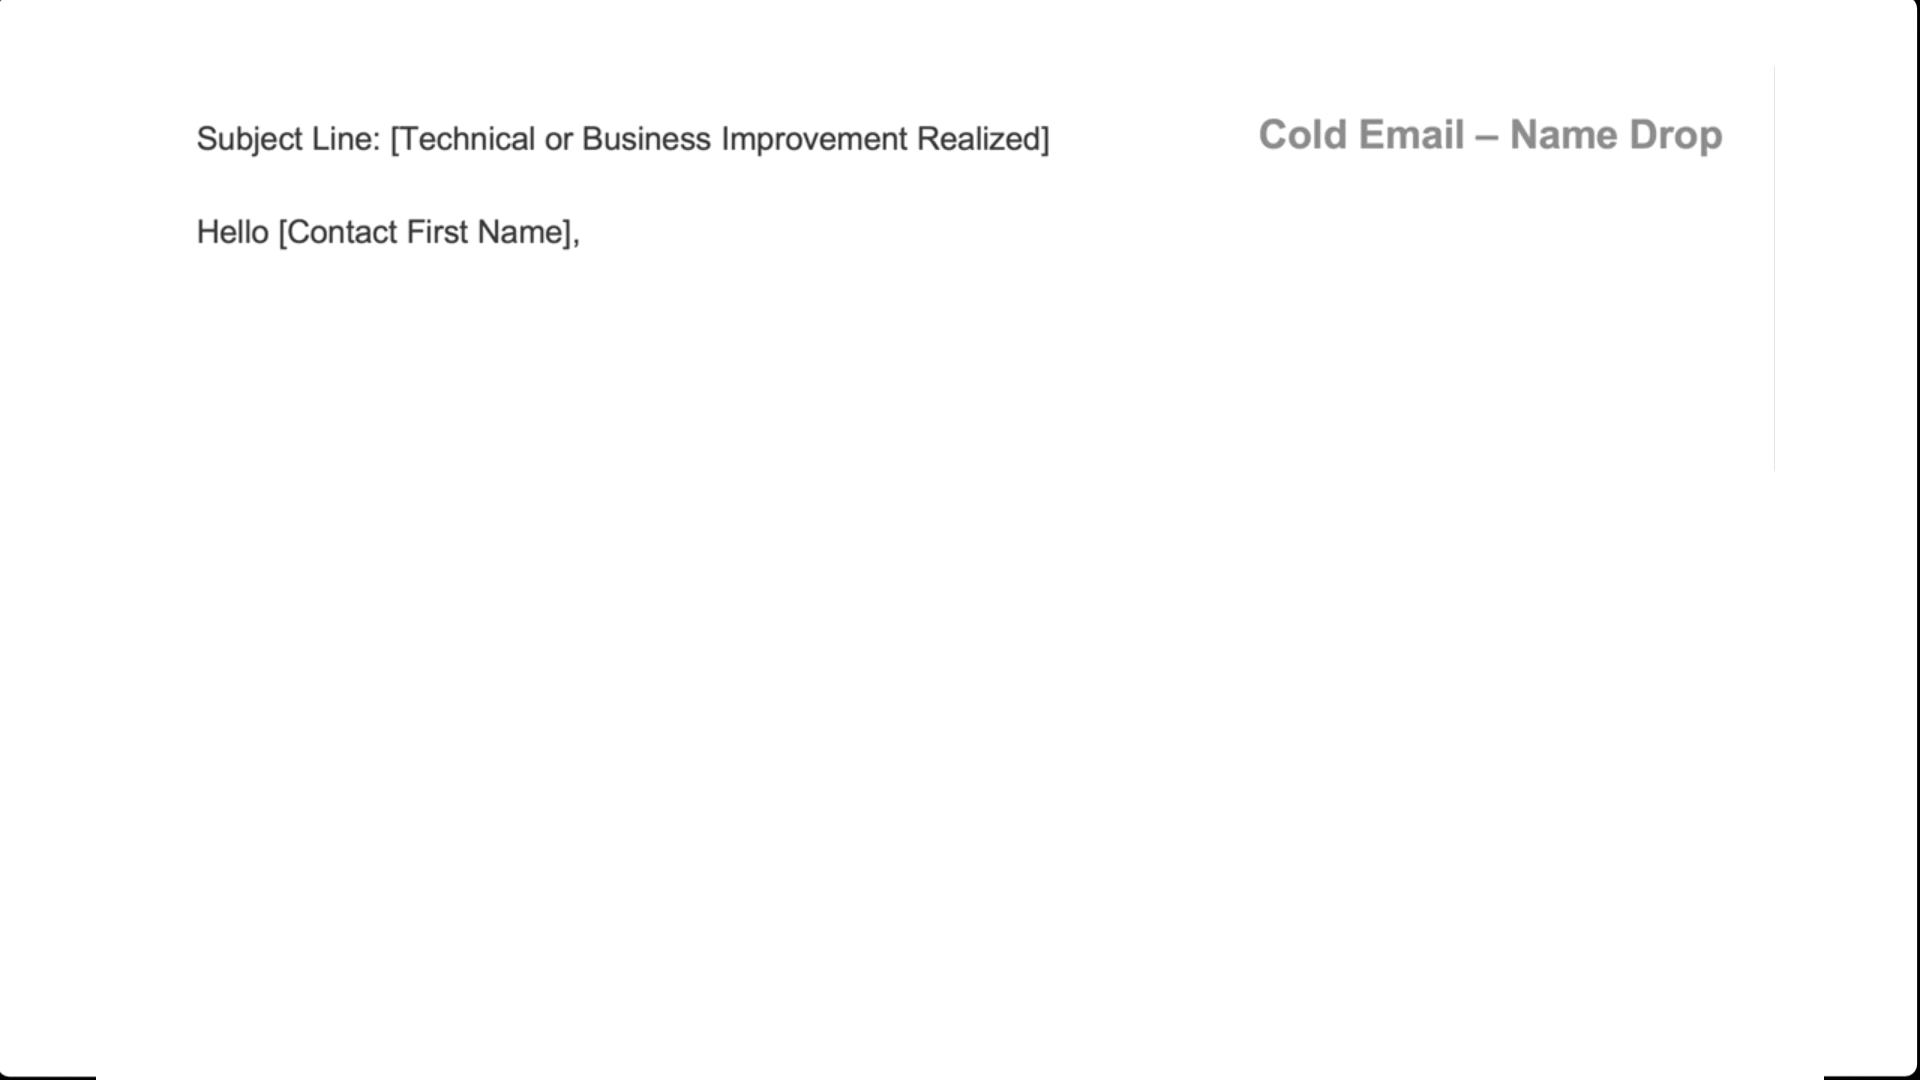 Subject Line: [Technical or Business Improvement Realized]
Cold Email – Name Drop
Hello [Contact First Name],